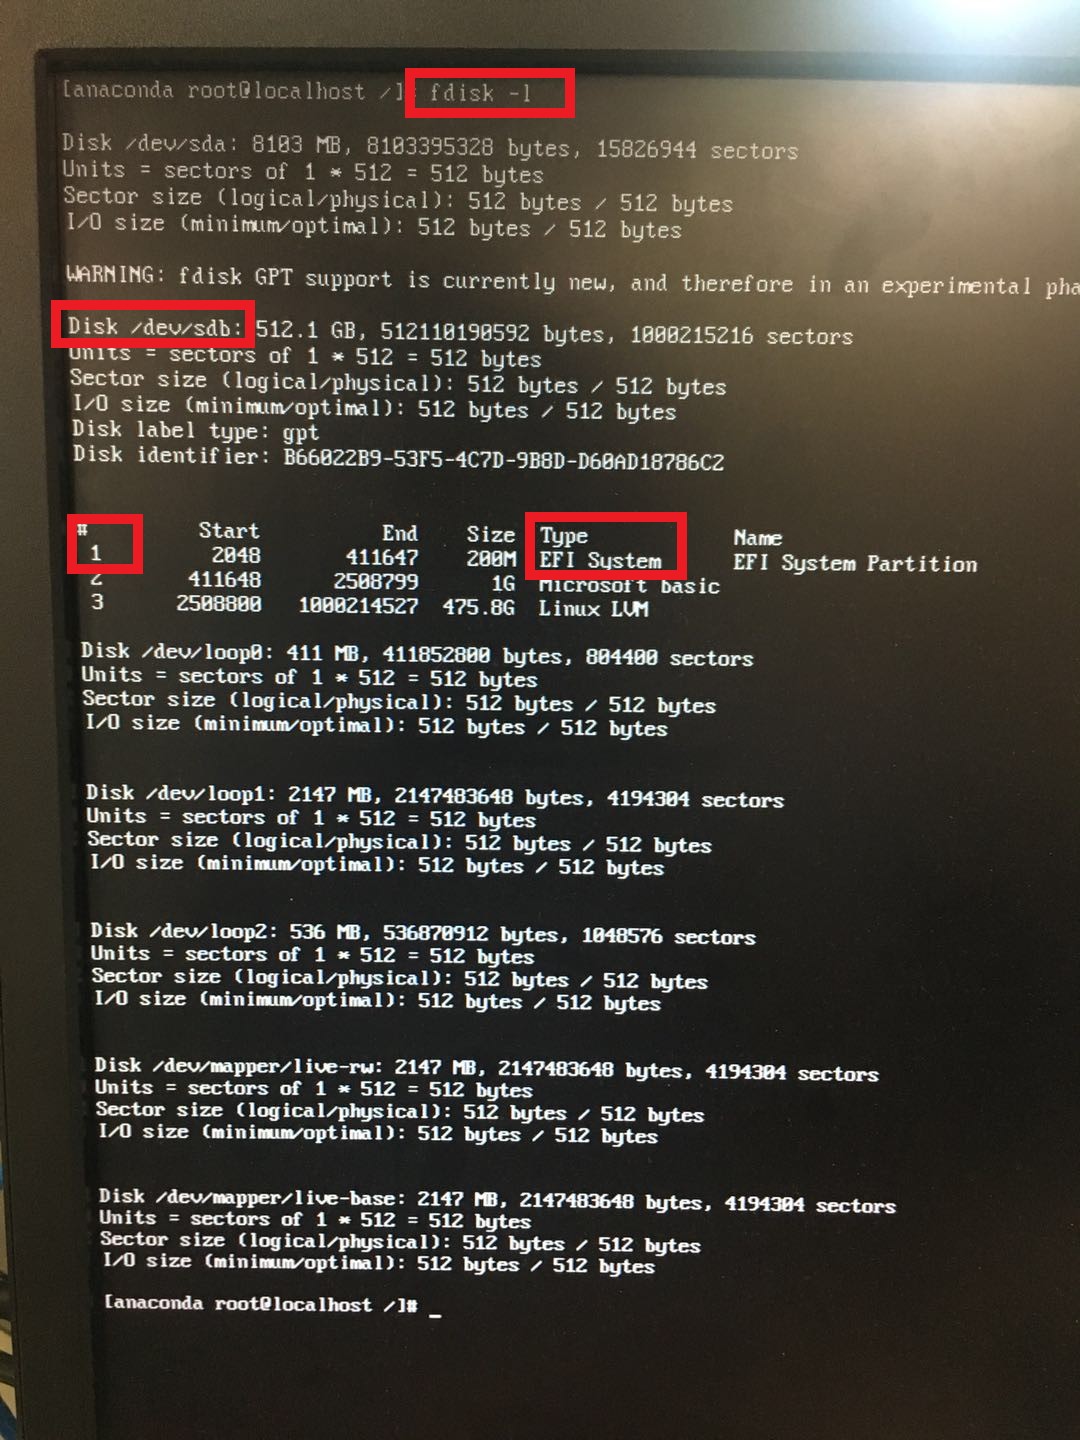 [anaconda root@localhost /]# fdisk -l
Disk /dev/sda: 8103 MB, 8103395328 bytes, 15826944 sectors
Units = sectors of 1 * 512 = 512 bytes
Sector size (logical/physical): 512 bytes / 512 bytes
I/O size (minimum/optimal): 512 bytes / 512 bytes
WARNING: fdisk GPT support is currently new, and therefore in an experimental pha
Disk /dev/sdb: 512.1 GB, 512110190592 bytes, 1000215216 sectors
Units = sectors of 1 * 512 = 512 bytes
Sector size (logical/physical): 512 bytes / 512 bytes
I/O size (minimum/optimal): 512 bytes / 512 bytes
Disk label type: gpt
Disk identifier: B66022B9-53F5-4C7D-9B8D-D60AD18786C2
# Start End Size Type Name
1 2048 411647 200M EFI System EFI System Partition
2 411648 2508799 1G Microsoft basic
3 2508800 1000214527 475.8G Linux LVM
Disk /dev/loop0: 411 MB, 411852800 bytes, 804400 sectors
Units = sectors of 1 * 512 = 512 bytes
Sector size (logical/physical): 512 bytes / 512 bytes
I/O size (minimum/optimal): 512 bytes / 512 bytes
Disk /dev/loop1: 2147 MB, 2147483648 bytes, 4194304 sectors
Units = sectors of 1 * 512 = 512 bytes
Sector size (logical/physical): 512 bytes / 512 bytes
I/O size (minimum/optimal): 512 bytes / 512 bytes
Disk /dev/loop2: 536 MB, 536870912 bytes, 1048576 sectors
Units = sectors of 1 * 512 = 512 bytes
Sector size (logical/physical): 512 bytes / 512 bytes
I/O size (minimum/optimal): 512 bytes / 512 bytes
Disk /dev/mapper/live-rw: 2147 MB, 2147483648 bytes, 4194304 sectors
Units = sectors of 1 * 512 = 512 bytes
Sector size (logical/physical): 512 bytes / 512 bytes
I/O size (minimum/optimal): 512 bytes / 512 bytes
Disk /dev/mapper/live-base: 2147 MB, 2147483648 bytes, 4194304 sectors
Units = sectors of 1 * 512 = 512 bytes
Sector size (logical/physical): 512 bytes / 512 bytes
I/O size (minimum/optimal): 512 bytes / 512 bytes
[anaconda root@localhost /]# _